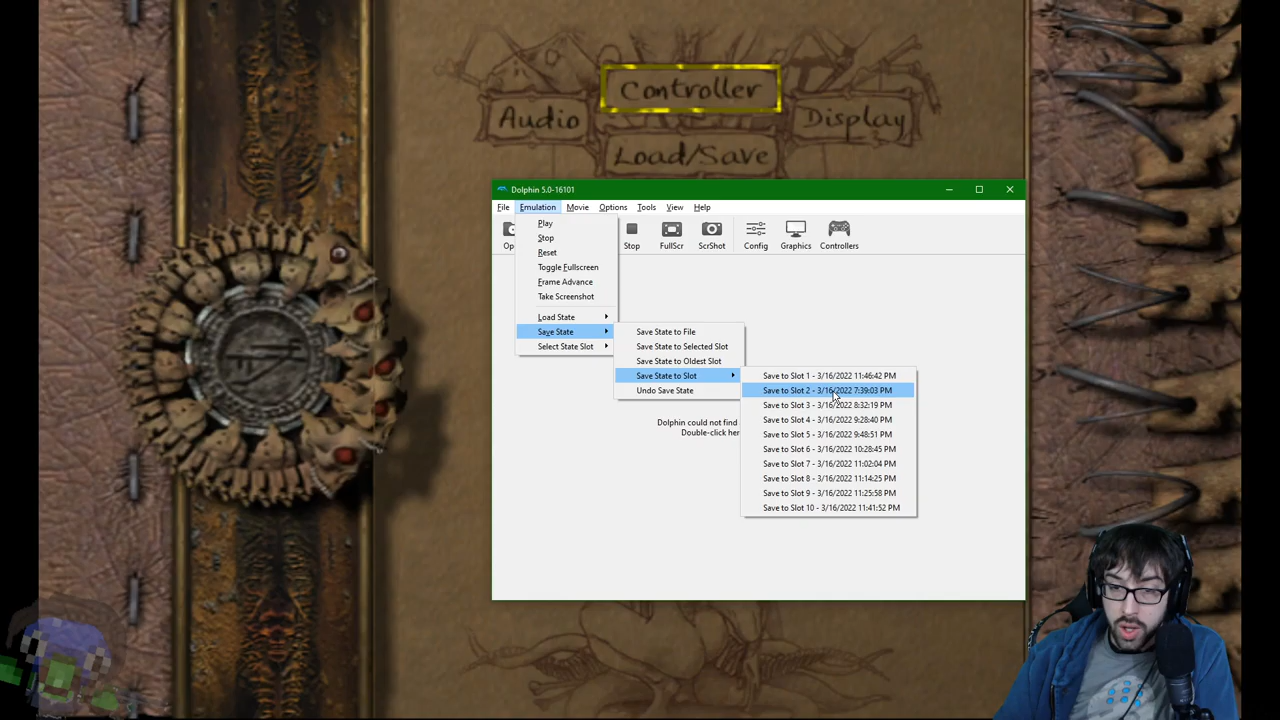 Controller
Audio
Display
Load/Save
Dolphin 5.0-16101
File Emulation Movie Options Tools View Help
Op Stop FullScr ScrShot Config Graphics Controllers
Play
Stop
Reset
Toggle Fullscreen
Frame Advance
Take Screenshot
Load State
Save State
Select State Slot
Save State to File
Save State to Selected Slot
Save State to Oldest Slot
Save State to Slot
Undo Save State
Save to Slot 1 - 3/16/2022 11:46:42 PM
Save to Slot 2 - 3/16/2022 7:39:03 PM
Save to Slot 3 - 3/16/2022 8:32:19 PM
Save to Slot 4 - 3/16/2022 9:28:40 PM
Save to Slot 5 - 3/16/2022 9:48:51 PM
Save to Slot 6 - 3/16/2022 10:28:45 PM
Save to Slot 7 - 3/16/2022 11:02:04 PM
Save to Slot 8 - 3/16/2022 11:14:25 PM
Save to Slot 9 - 3/16/2022 11:25:58 PM
Save to Slot 10 - 3/16/2022 11:41:52 PM
Dolphin could not find
Double-click her